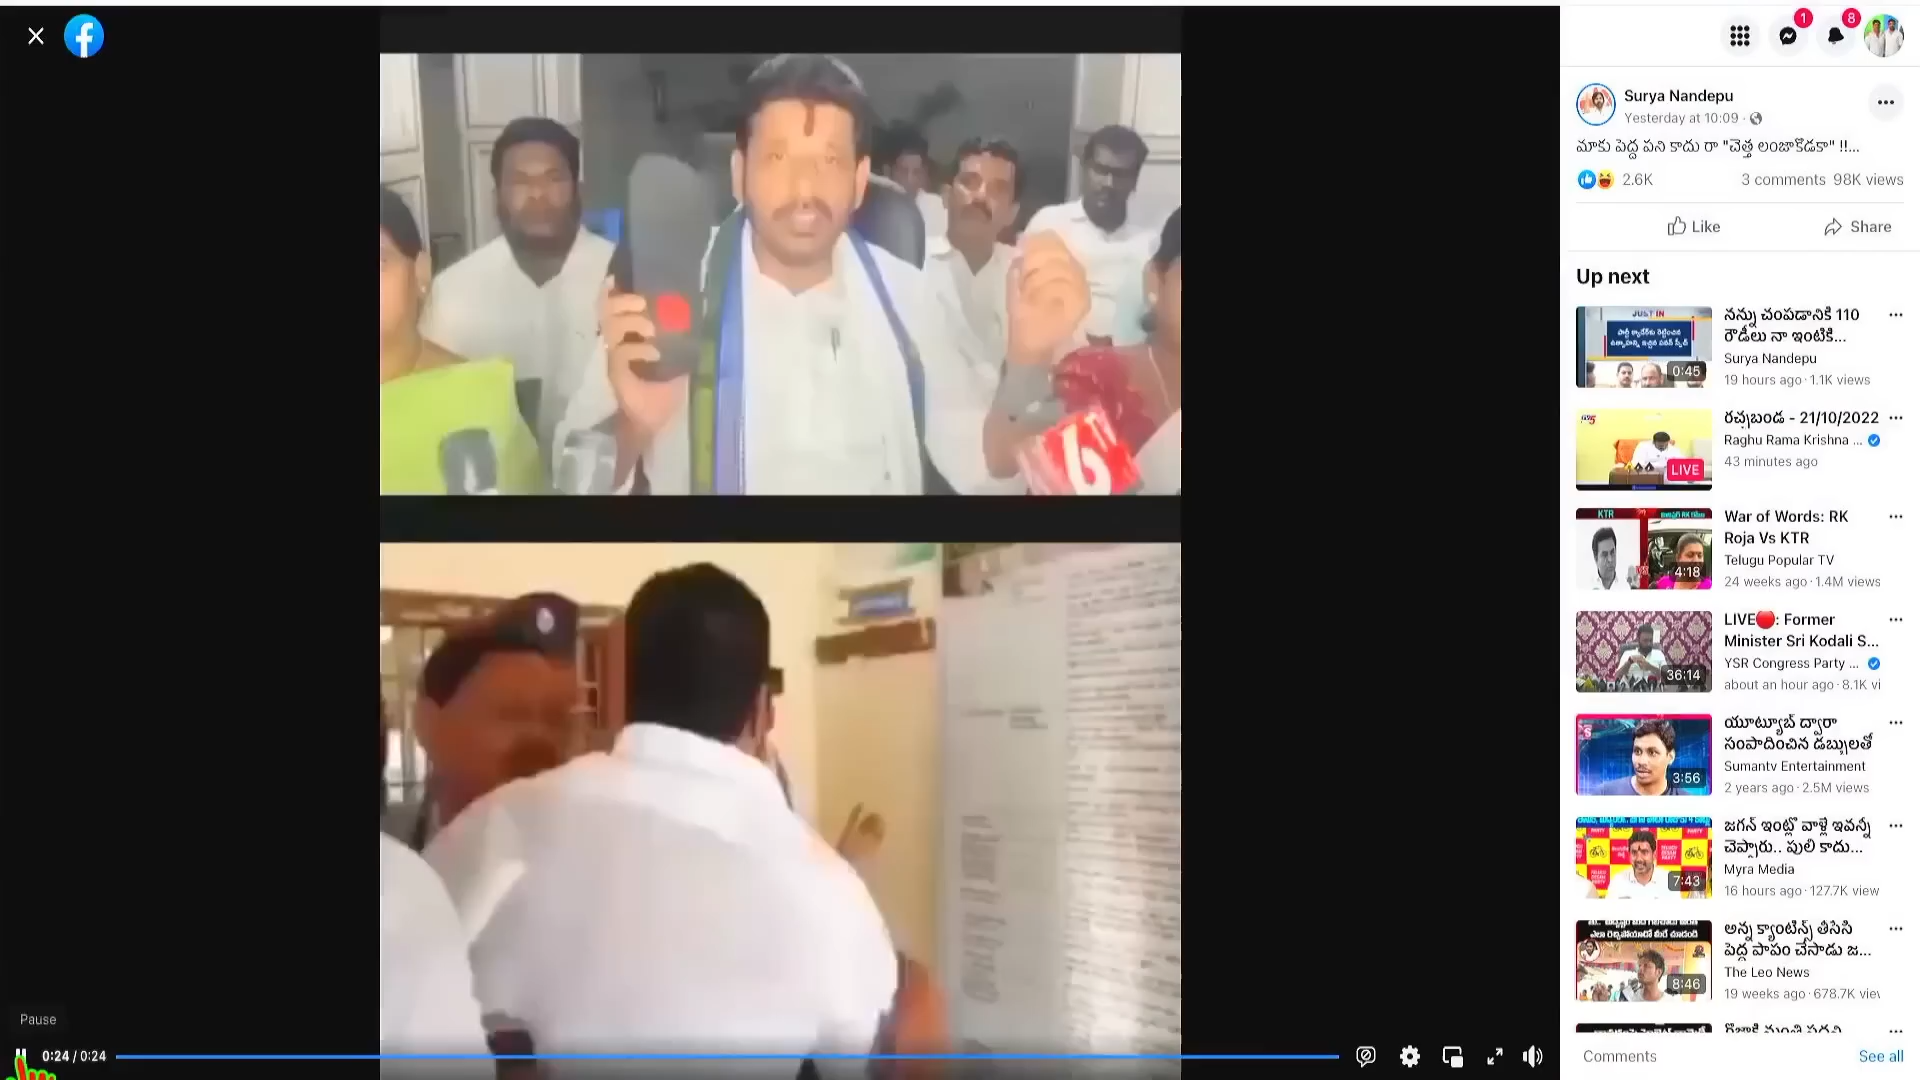 1
8
Surya Nandepu
Yesterday at 10:09 ·
మాకు పెద్ద పని కాదు రా "చెత్త లంజాకొడకా" !!...
2.6K
3 comments 98K views
Like
Share
Up next
JUST IN
0:45
నన్ను చంపడానికి 110
రౌడీలు నా ఇంటికి...
Surya Nandepu
19 hours ago · 1.1K views
TV5
LIVE
రచ్చబండ - 21/10/2022
Raghu Rama Krishna ...
43 minutes ago
KTR
4:18
War of Words: RK
Roja Vs KTR
Telugu Popular TV
24 weeks ago · 1.4M views
36:14
LIVE🔴: Former
Minister Sri Kodali S...
YSR Congress Party ...
about an hour ago · 8.1K vi
3:56
యూట్యూబ్ ద్వారా
సంపాదించిన డబ్బులతో
Sumantv Entertainment
2 years ago · 2.5M views
7:43
జగన్ ఇంట్లో వాళ్లే ఇవన్నీ
చెప్పారు.. పులి కాదు...
Myra Media
16 hours ago · 127.7K view
ఎలా రెచ్చిపోయాడో మీరే చూడండి
8:46
అన్న క్యాంటిన్స్ తీసేసి
పెద్ద పాపం చేసాడు జ...
The Leo News
19 weeks ago · 678.7K vie
Comments
See all
6
Pause
0:24 / 0:24